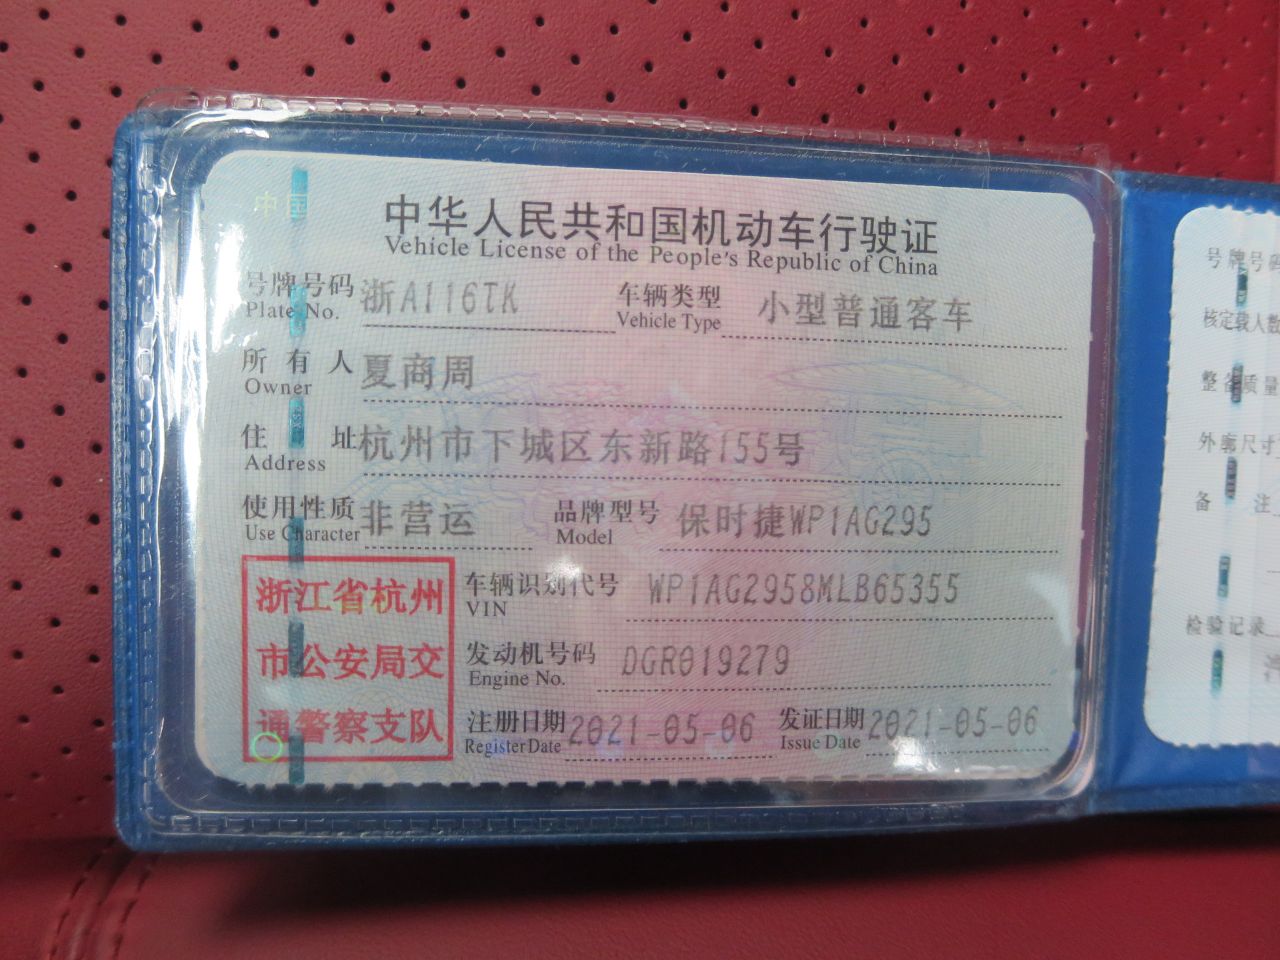 中国
中华人民共和国机动车行驶证
Vehicle License of the People's Republic of China
号牌号码 浙A116TK 车辆类型 小型普通客车
Plate No. Vehicle Type
所有人 夏商周
Owner
住址 杭州市下城区东新路155号
Address
使用性质 非营运 品牌型号 保时捷WP1AG295
Use Character Model
浙江省杭州
市公安局交
通警察支队
车辆识别代号 WP1AG2958MLB65355
VIN
发动机号码 DGR019279
Engine No.
注册日期 2021-05-06 发证日期 2021-05-06
Register Date Issue Date
号牌号码
核定载人数
整备质量
外廓尺寸
备注
检验记录